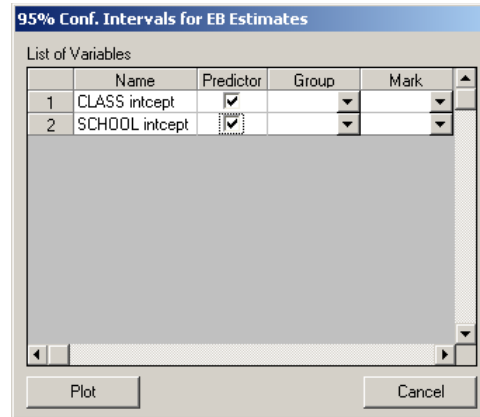 95% Conf. Intervals for EB Estimates
List of Variables
Name Predictor Group Mark
1 CLASS intcept
2 SCHOOL intcept
Plot Cancel